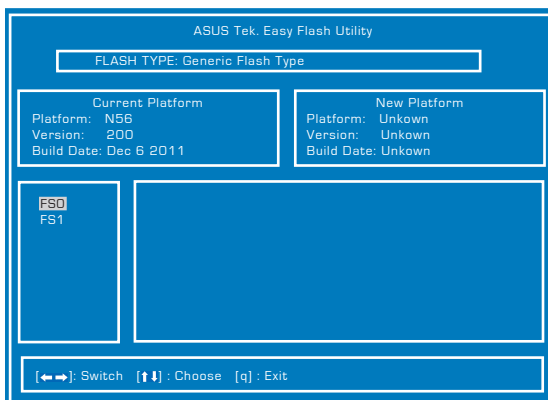 ASUS Tek. Easy Flash Utility
FLASH TYPE: Generic Flash Type
Current Platform
Platform: N56
Version: 200
Build Date: Dec 6 2011
New Platform
Platform: Unkown
Version: Unkown
Build Date: Unkown
FS0
FS1
[←→]: Switch [↑↓] : Choose [q] : Exit